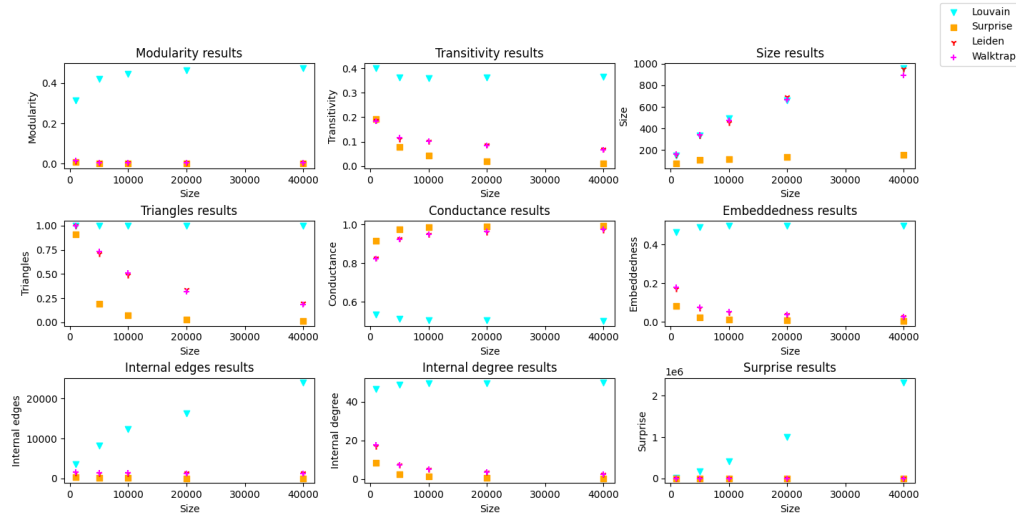 Louvain
Surprise
Leiden
Walktrap
Modularity results
Transitivity results
Size results
Modularity
0.4
0.2
0.0
0 10000 20000 30000 40000
Size
Transitivity
0.4
0.3
0.2
0.1
0.0
0 10000 20000 30000 40000
Size
Size
1000
800
600
400
200
0 10000 20000 30000 40000
Size
Triangles results
Conductance results
Embeddedness results
Triangles
1.00
0.75
0.50
0.25
0.00
0 10000 20000 30000 40000
Size
Conductance
1.0
0.8
0.6
0 10000 20000 30000 40000
Size
Embeddedness
0.4
0.2
0.0
0 10000 20000 30000 40000
Size
Internal edges results
Internal degree results
Surprise results
Internal edges
20000
10000
0
0 10000 20000 30000 40000
Size
Internal degree
40
20
0
0 10000 20000 30000 40000
Size
1e6
Surprise
2
1
0
0 10000 20000 30000 40000
Size